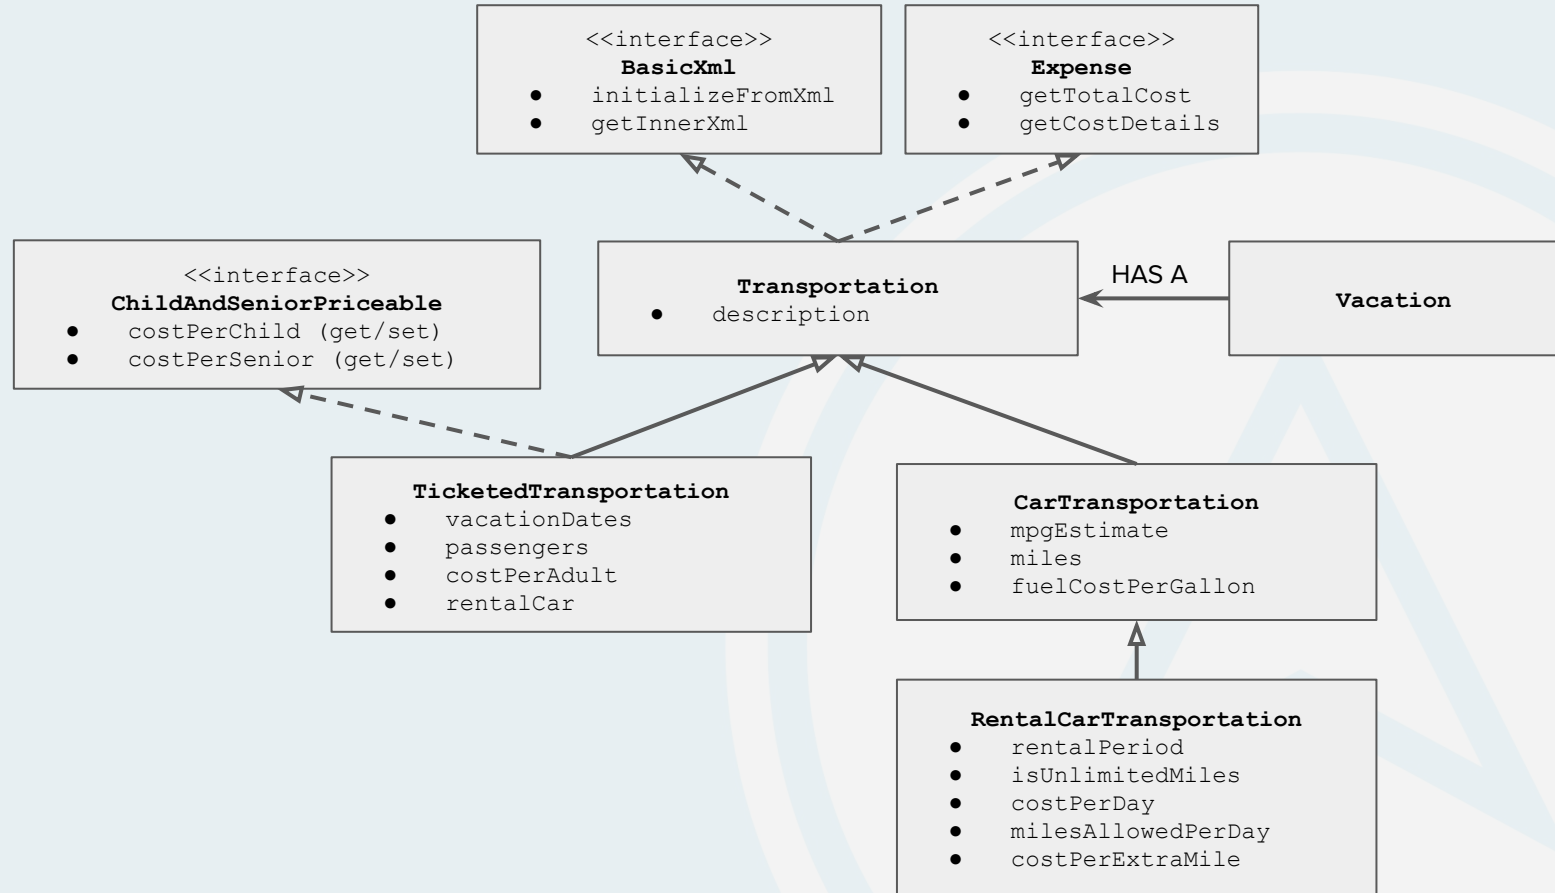 <<interface>>
BasicXml
● initializeFromXml
● getInnerXml
<<interface>>
Expense
● getTotalCost
● getCostDetails
<<interface>>
ChildAndSeniorPriceable
● costPerChild (get/set)
● costPerSenior (get/set)
Transportation
● description
HAS A
Vacation
TicketedTransportation
● vacationDates
● passengers
● costPerAdult
● rentalCar
CarTransportation
● mpgEstimate
● miles
● fuelCostPerGallon
RentalCarTransportation
● rentalPeriod
● isUnlimitedMiles
● costPerDay
● milesAllowedPerDay
● costPerExtraMile